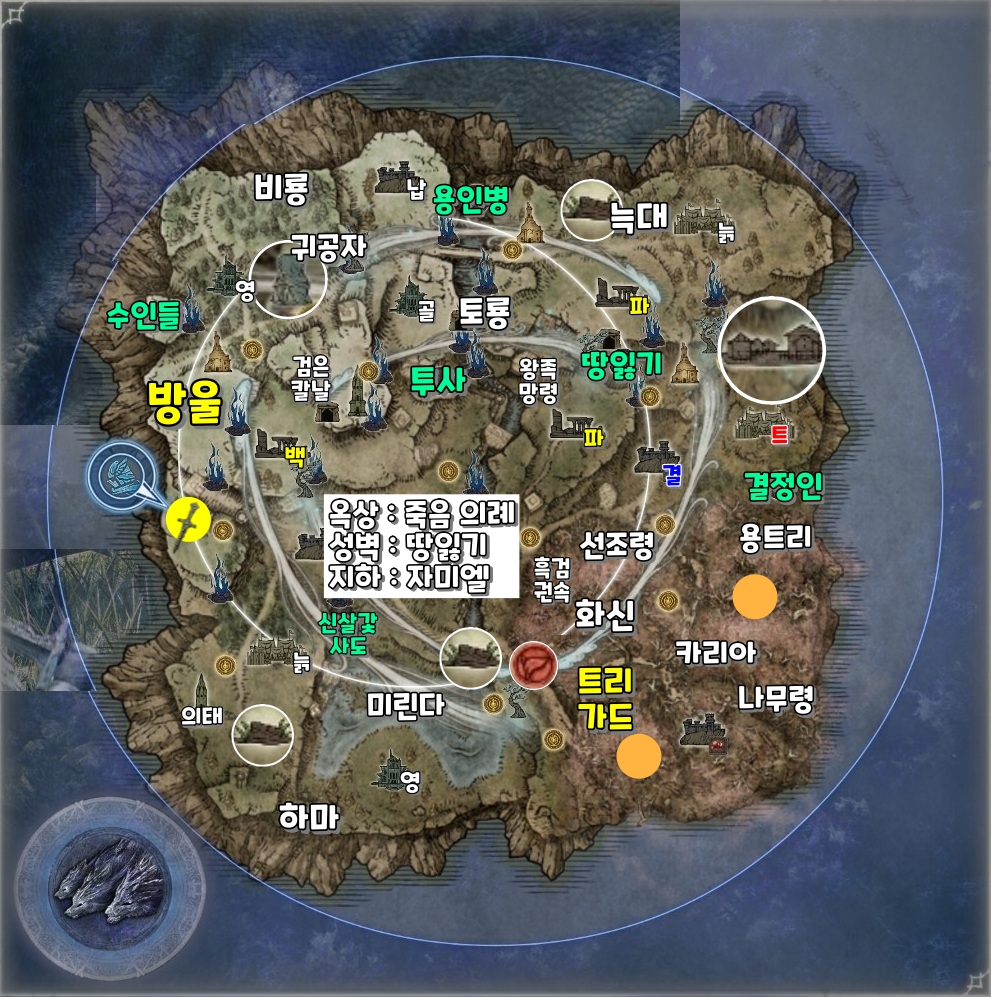 비룡
납
용인병
늑대
늙
귀공자
영
골
토룡
파
수인들
검은
칼날
투사
왕족
망령
땅잃기
방울
백
파
결
트
결정인
옥상 : 죽음 의례
성벽 : 땅잃기
지하 : 자미엘
선조령
용트리
흑검
권속
화신
신살갗
사도
늙
카리아
트리
가드
나무령
미린다
의태
영
하마